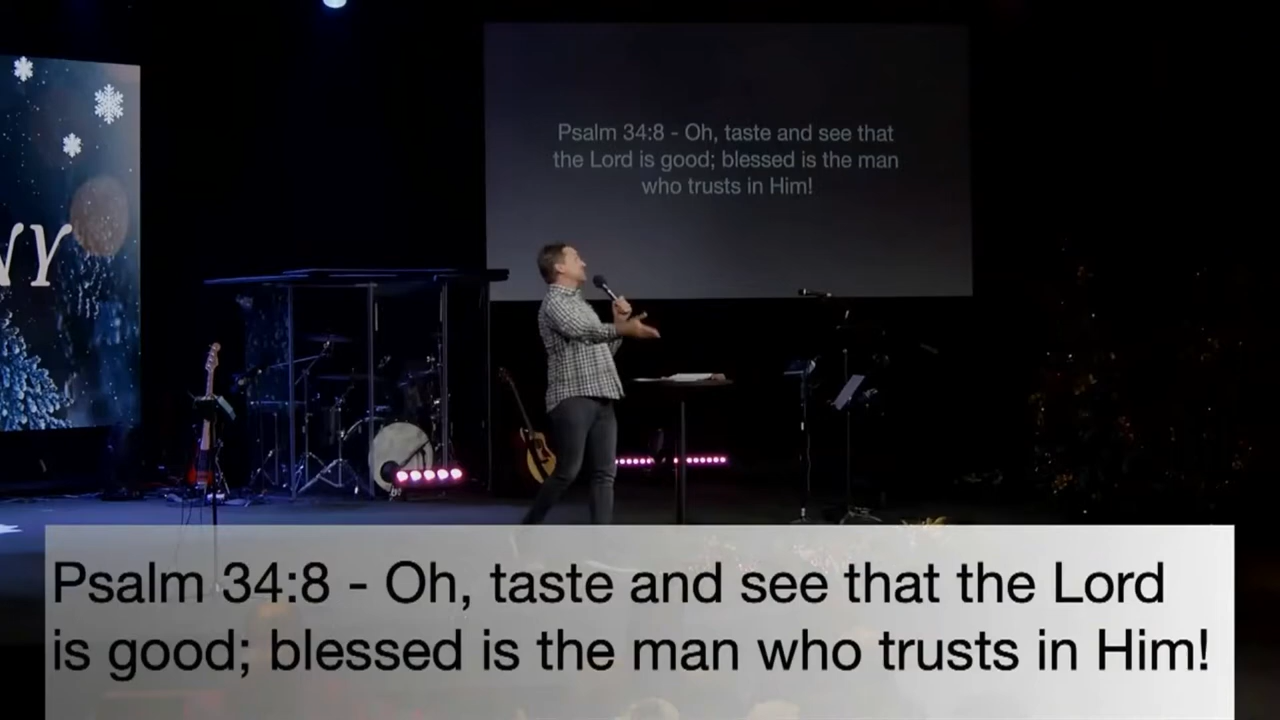 Psalm 34:8 - Oh, taste and see that
the Lord is good; blessed is the man
who trusts in Him!
Psalm 34:8 - Oh, taste and see that the Lord
is good; blessed is the man who trusts in Him!